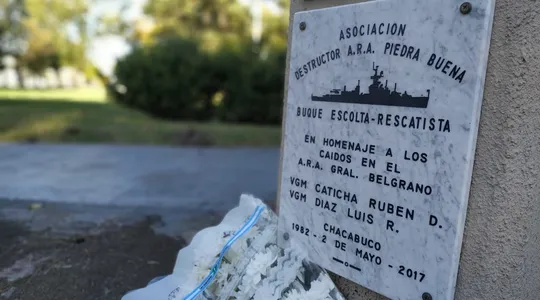 ASOCIACION
DESTRUCTOR A.R.A. PIEDRA BUENA
BUQUE ESCOLTA-RESCATISTA
EN HOMENAJE A LOS
CAIDOS EN EL
A.R.A. GRAL. BELGRANO
VGM CATICHA RUBEN D.
VGM DIAZ LUIS R.
CHACABUCO
1982 - 2 DE MAYO - 2017